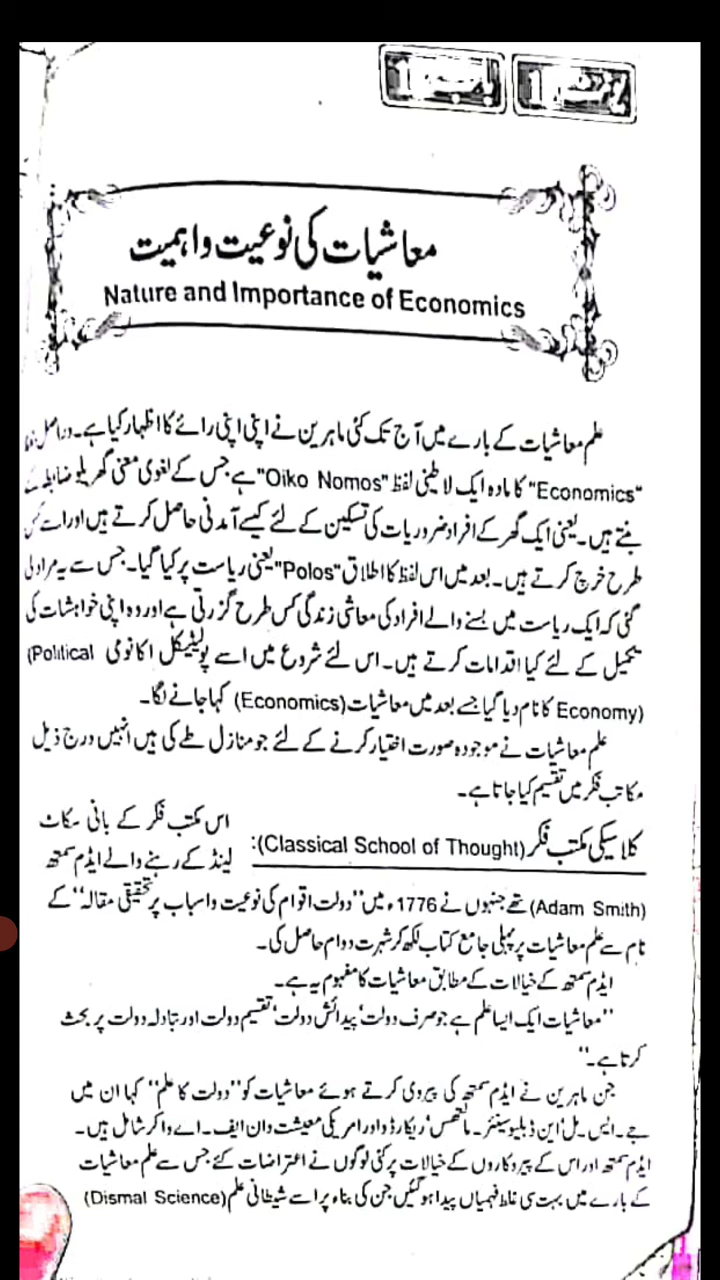 باب 1
معاشیات کی نوعیت و اہمیت
Nature and Importance of Economics
علم معاشیات کے بارے میں آج تک کئی ماہرین نے اپنی اپنی رائے کا اظہار کیا ہے۔ دراصل
"Economics" کا مادہ ایک لاطینی لفظ "Oiko Nomos" ہے جس کے لغوی معنی گھریلو ضابطے کے
بنتے ہیں۔ یعنی ایک گھر کے افراد ضروریات کی تسکین کے لئے کیسے آمدنی حاصل کرتے ہیں اور اسے کس
طرح خرچ کرتے ہیں۔ بعد میں اس لفظ کا اطلاق "Polos" یعنی ریاست پر کیا گیا۔ جس سے یہ مراد لی
گئی کہ ایک ریاست میں بسنے والے افراد کی معاشی زندگی کس طرح گزرتی ہے اور وہ اپنی خواہشات کی
تکمیل کے لئے کیا اقدامات کرتے ہیں۔ اس لئے شروع میں اسے پولیٹیکل اکانومی (Political
Economy) کا نام دیا گیا جسے بعد میں معاشیات (Economics) کہا جانے لگا۔
علم معاشیات نے موجودہ صورت اختیار کرنے کے لئے جو منازل طے کی ہیں انہیں درج ذیل
مکاتب فکر میں تقسیم کیا جاتا ہے۔
کلاسیکی مکتب فکر (Classical School of Thought): اس مکتب فکر کے بانی سکاٹ
لینڈ کے رہنے والے ایڈم سمتھ
(Adam Smith) تھے جنہوں نے 1776ء میں ''دولت اقوام کی نوعیت و اسباب پر تحقیقی مقالہ'' کے
نام سے علم معاشیات پر پہلی جامع کتاب لکھ کر شہرت دوام حاصل کی۔
ایڈم سمتھ کے خیالات کے مطابق معاشیات کا مفہوم یہ ہے۔
''معاشیات ایک ایسا علم ہے جو صرف دولت' پیدائش دولت' تقسیم دولت اور تبادلہ دولت پر بحث
کرتا ہے۔''
جن ماہرین نے ایڈم سمتھ کی پیروی کرتے ہوئے معاشیات کو ''دولت کا علم'' کہا ان میں
جے۔ایس۔مل' این ڈبلیو سینئر۔ مالتھس' ریکارڈو اور امریکی معیشت دان ایف۔اے واکر شامل ہیں۔
ایڈم سمتھ اور اس کے پیروکاروں کے خیالات پر کئی لوگوں نے اعتراضات کئے جس سے علم معاشیات
کے بارے میں بہت سی غلط فہمیاں پیدا ہو گئیں جن کی بناء پر اسے شیطانی علم (Dismal Science)